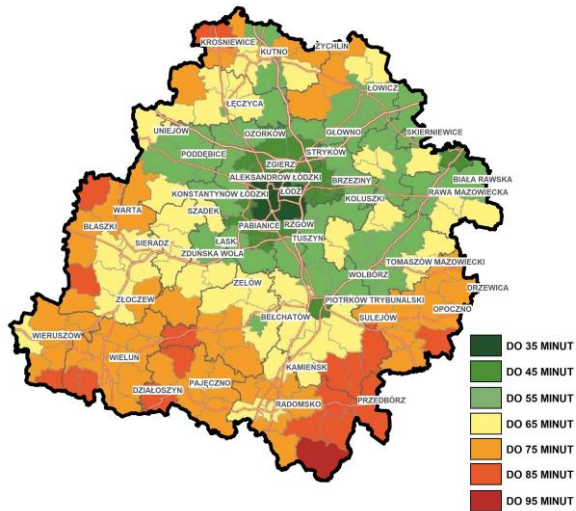 KROŚNIEWICE
ŻYCHLIN
KUTNO
ŁOWICZ
ŁĘCZYCA
UNIEJÓW
OZORKÓW
GŁOWNO
SKIERNIEWICE
STRYKÓW
PODDĘBICE
ZGIERZ
ALEKSANDRÓW ŁÓDZKI
BRZEZINY
BIAŁA RAWSKA
KONSTANTYNÓW ŁÓDZKI
ŁÓDŹ
RAWA MAZOWIECKA
KOLUSZKI
WARTA
SZADEK
BŁASZKI
PABIANICE
RZGÓW
SIERADZ
ŁASK
TUSZYN
ZDUŃSKA WOLA
TOMASZÓW MAZOWIECKI
WOLBÓRZ
ZELÓW
DRZEWICA
ZŁOCZEW
PIOTRKÓW TRYBUNALSKI
OPOCZNO
BEŁCHATÓW
SULEJÓW
WIERUSZÓW
WIELUŃ
KAMIEŃSK
DZIAŁOSZYN
PAJĘCZNO
RADOMSKO
PRZEDBÓRZ
DO 35 MINUT
DO 45 MINUT
DO 55 MINUT
DO 65 MINUT
DO 75 MINUT
DO 85 MINUT
DO 95 MINUT